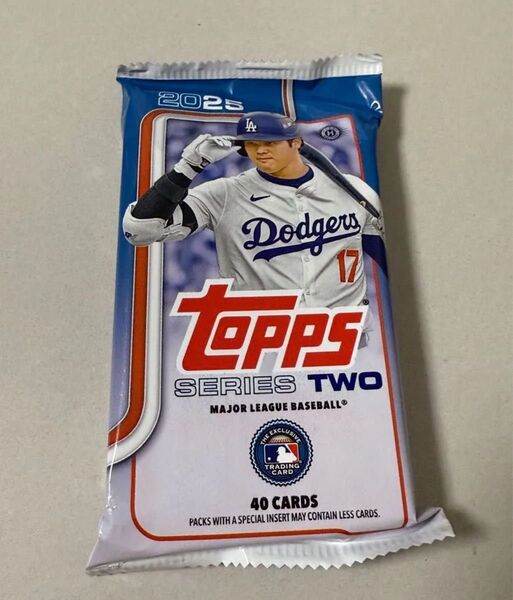 2025
LA
H
Dodgers
17
topps®
SERIES TWO
MAJOR LEAGUE BASEBALL®
THE EXCLUSIVE
TRADING
CARD
40 CARDS
PACKS WITH A SPECIAL INSERT MAY CONTAIN LESS CARDS.